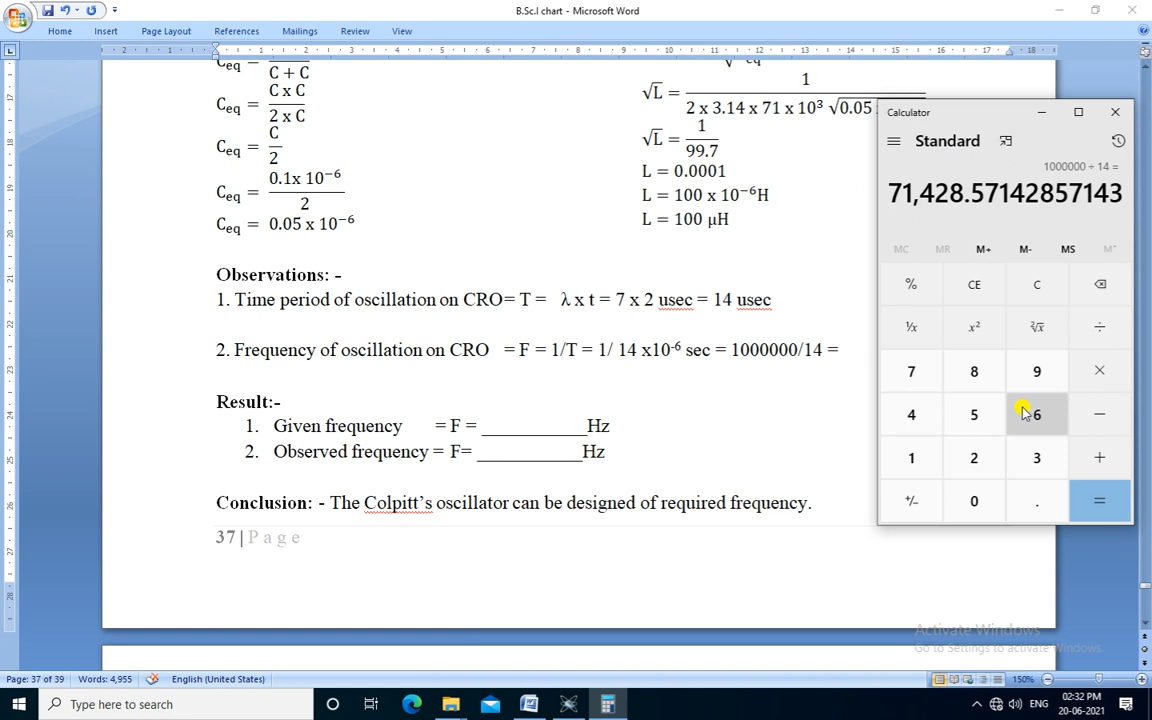 B.Sc.I chart - Microsoft Word
Home Insert Page Layout References Mailings Review View
C + C
C x C
Ceq = 2 x C
C
Ceq = 2
0.1x 10⁻⁶
Ceq = 2
Ceq = 0.05 x 10⁻⁶
1
√L = 2 x 3.14 x 71 x 10³ √0.05
1
√L = 99.7
L = 0.0001
L = 100 x 10⁻⁶H
L = 100 μH
Observations: -
1. Time period of oscillation on CRO= T = λ x t = 7 x 2 usec = 14 usec
2. Frequency of oscillation on CRO = F = 1/T = 1/ 14 x10⁻⁶ sec = 1000000/14 =
Result:-
1. Given frequency = F = ___________Hz
2. Observed frequency = F= ___________Hz
Conclusion: - The Colpitt's oscillator can be designed of required frequency.
37 | P a g e
Calculator
Standard
1000000 ÷ 14 =
71,428.57142857143
MC MR M+ M- MS M˅
% CE C
¹/x x² ²√x ÷
7 8 9 ×
4 5 6 −
1 2 3 +
+/- 0 . =
Activate Windows
Go to Settings to activate Windows.
Page: 37 of 39 Words: 4,955 English (United States) 150%
Type here to search
ENG
02:32 PM
20-06-2021